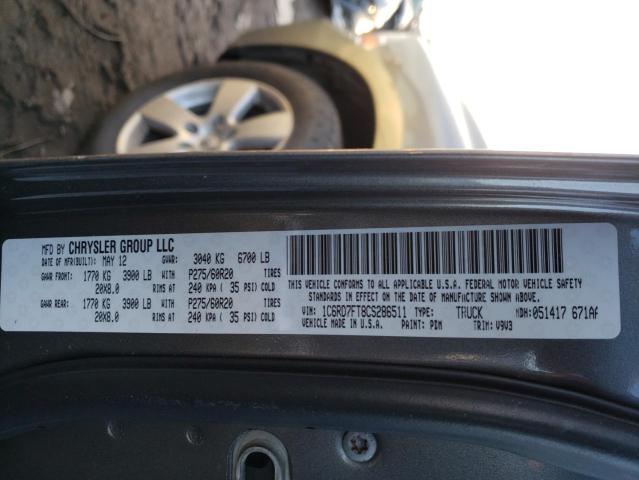 MFD BY CHRYSLER GROUP LLC
DATE OF MFR(BUILT): MAY 12 GVWR: 3040 KG 6700 LB
GAWR FRONT: 1770 KG 3900 LB WITH P275/60R20 TIRES
20X8.0 RIMS AT 240 KPA ( 35 PSI) COLD
GAWR REAR: 1770 KG 3900 LB WITH P275/60R20 TIRES
20X8.0 RIMS AT 240 KPA ( 35 PSI) COLD
THIS VEHICLE CONFORMS TO ALL APPLICABLE U.S.A. FEDERAL MOTOR VEHICLE SAFETY
STANDARDS IN EFFECT ON THE DATE OF MANUFACTURE SHOWN ABOVE.
VIN: 1C6RD7FT8CS286511 TYPE: TRUCK MDH: 051417 671AA
VEHICLE MADE IN U.S.A. PAINT: PDM TRIM: V9V3